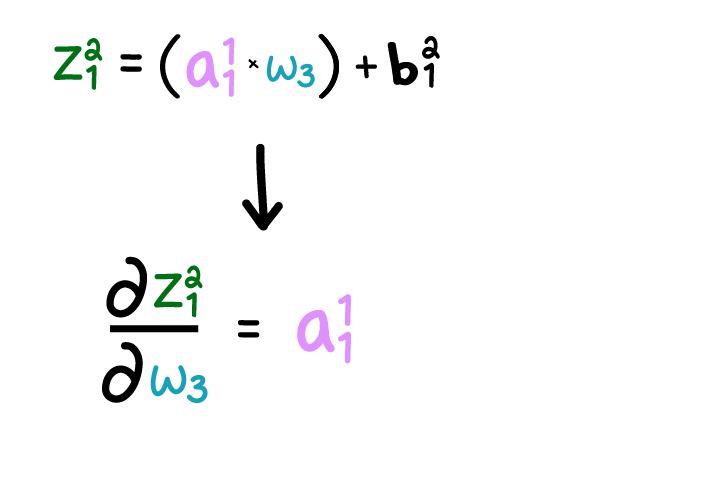 z₁² = (a₁¹ × w₃) + b₁²
↓
∂z₁² / ∂w₃ = a₁¹